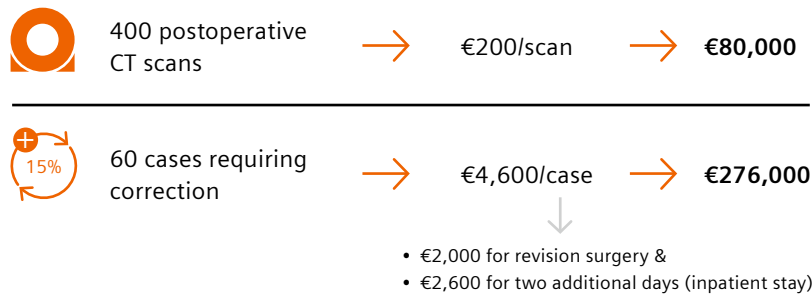 400 postoperative
CT scans
€200/scan
€80,000
15%
60 cases requiring
correction
€4,600/case
€276,000
• €2,000 for revision surgery &
• €2,600 for two additional days (inpatient stay)